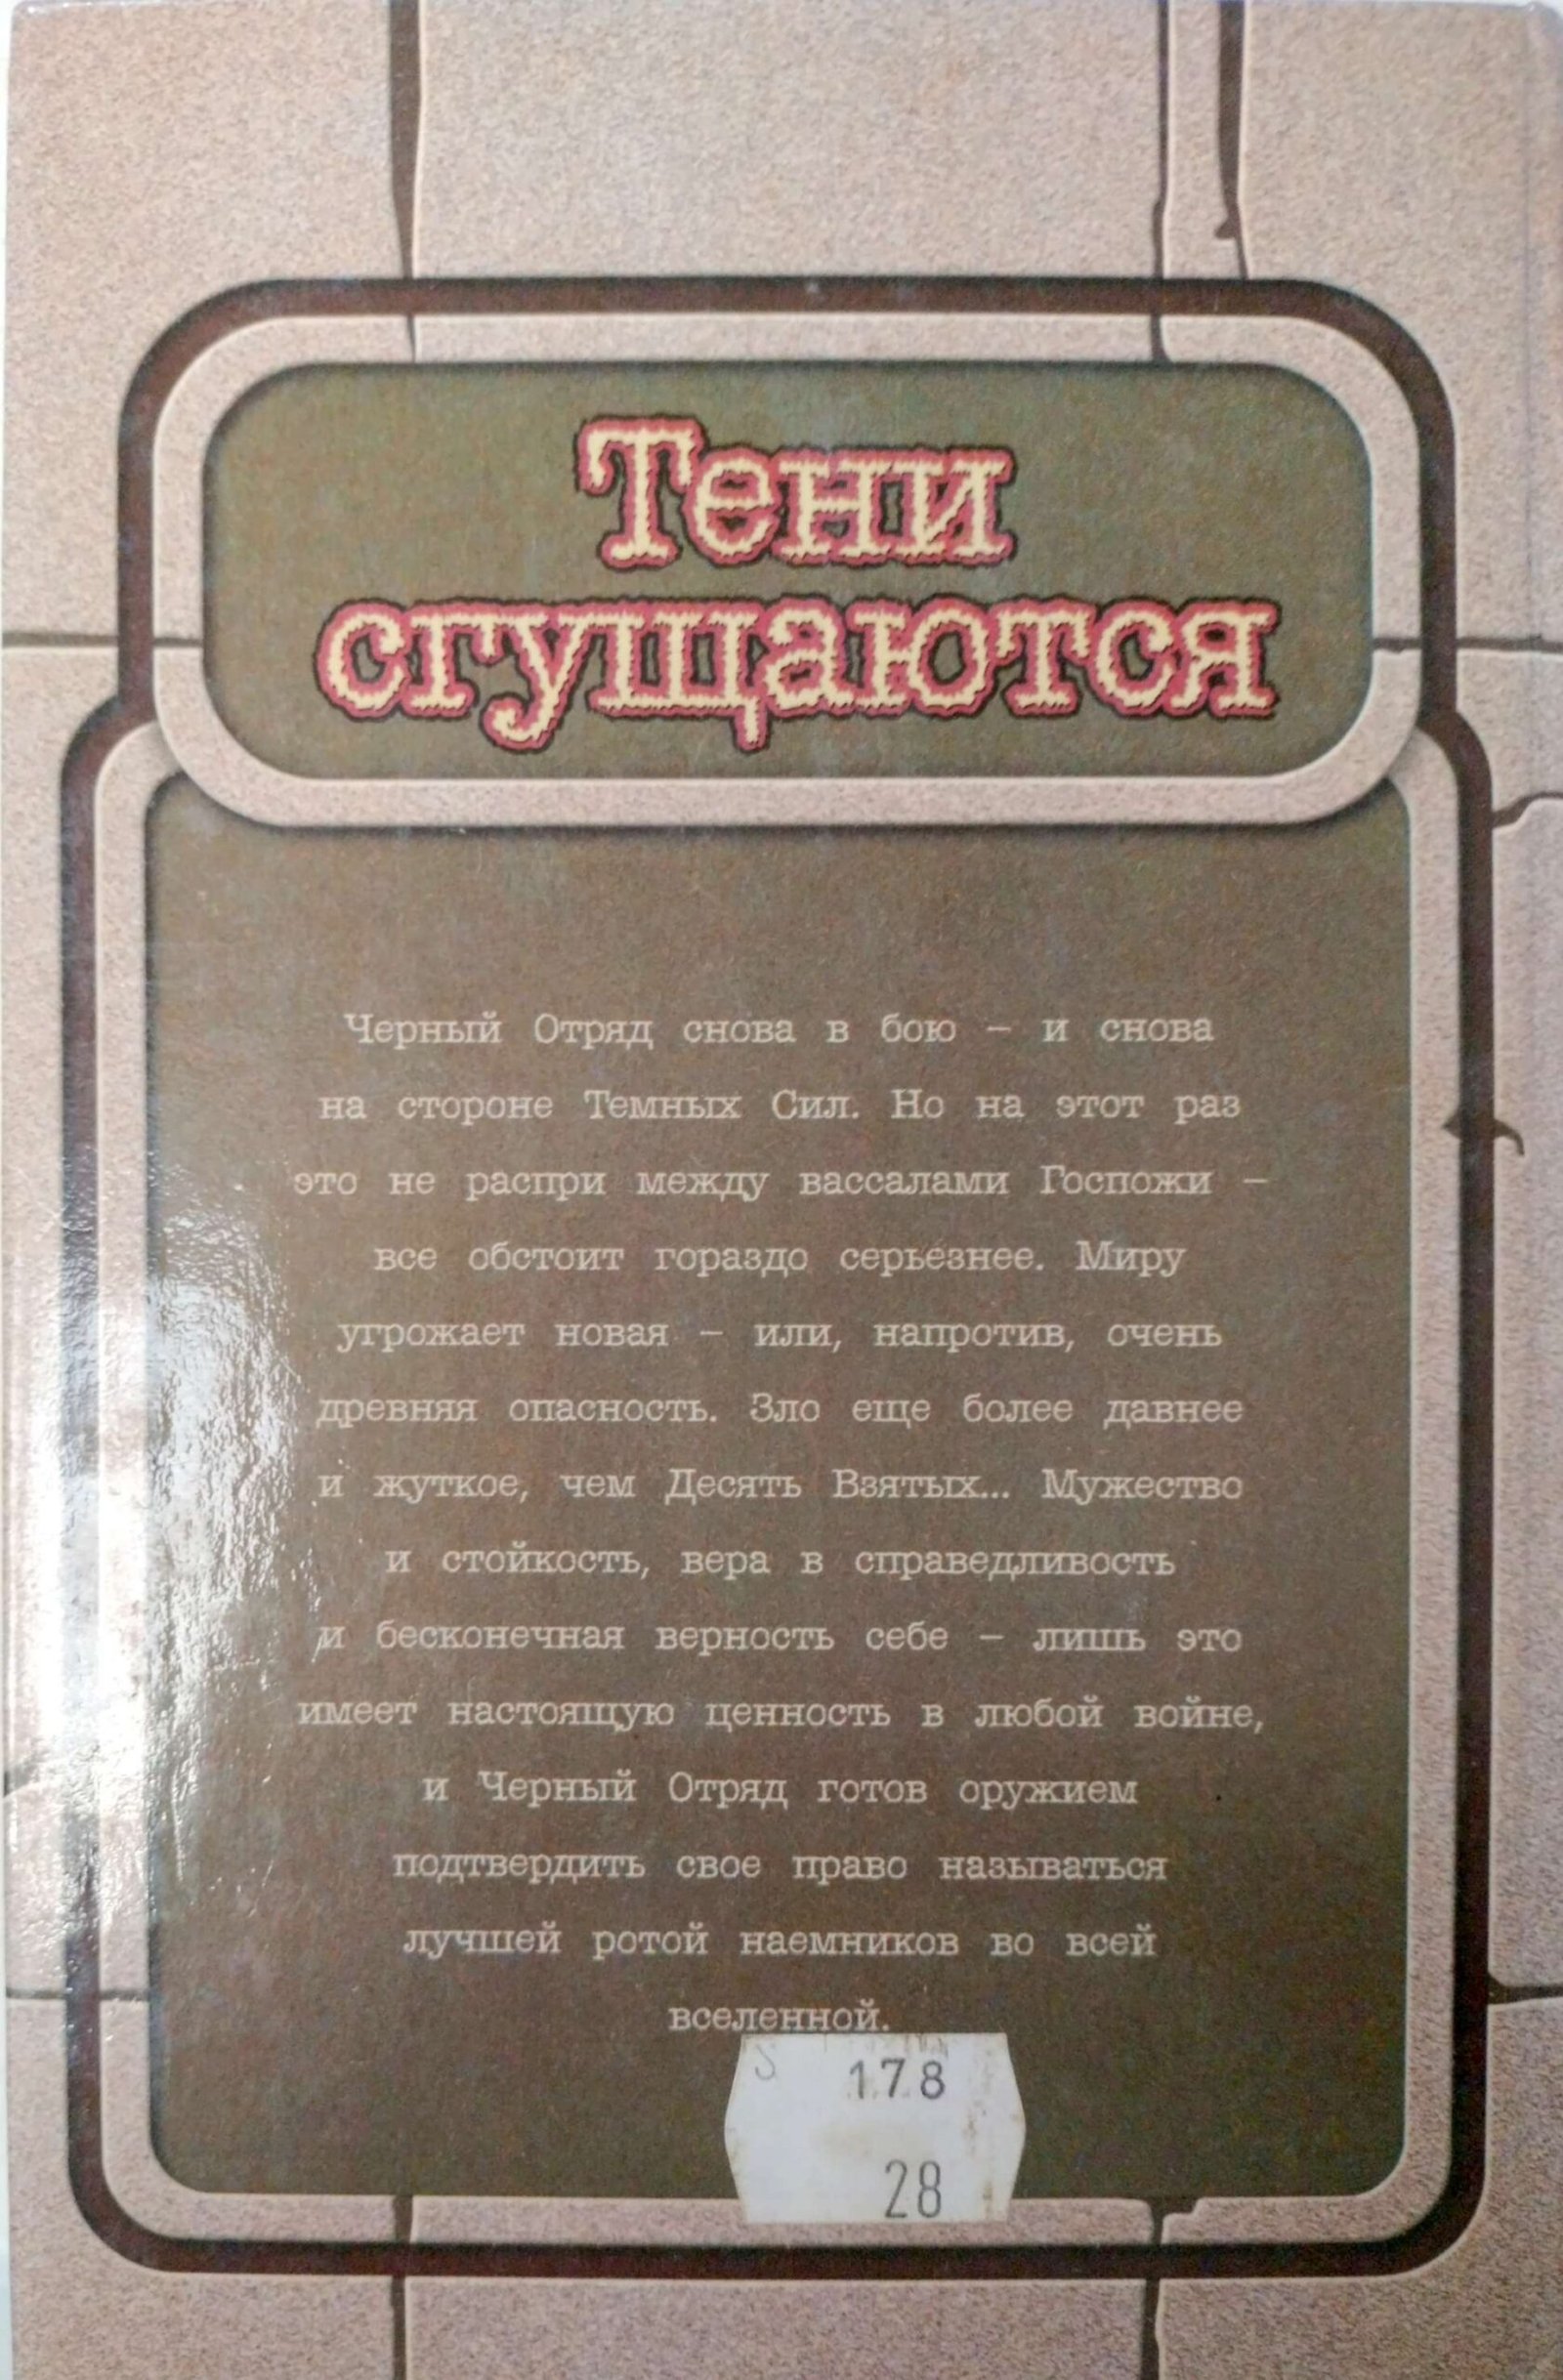 Тени
сгущаются
Черный Отряд снова в бою – и снова
на стороне Темных Сил. Но на этот раз
это не распри между вассалами Госпожи –
все обстоит гораздо серьезнее. Миру
угрожает новая – или, напротив, очень
древняя опасность. Зло еще более давнее
и жуткое, чем Десять Взятых... Мужество
и стойкость, вера в справедливость
и бесконечная верность себе – лишь это
имеет настоящую ценность в любой войне,
и Черный Отряд готов оружием
подтвердить свое право называться
лучшей ротой наемников во всей
вселенной.
178
28